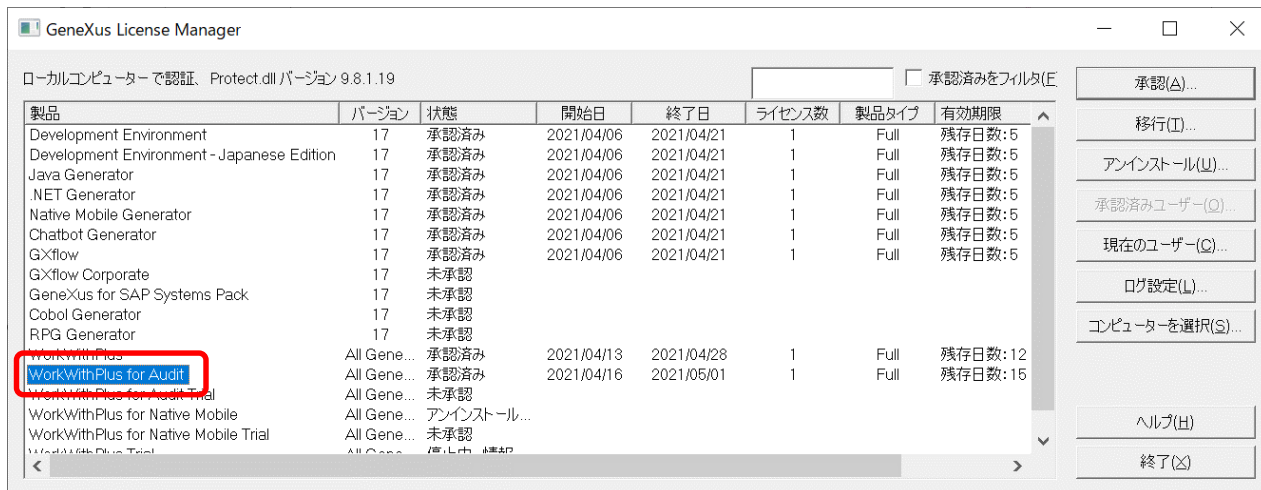 GeneXus License Manager
ローカルコンピューター で認証、 Protect.dll バージョン 9.8.1.19
承認済みをフィルタ(F
承認(A)...
製品 バージョン 状態 開始日 終了日 ライセンス数 製品タイプ 有効期限
Development Environment 17 承認済み 2021/04/06 2021/04/21 1 Full 残存日数:5
移行(T)...
Development Environment - Japanese Edition 17 承認済み 2021/04/06 2021/04/21 1 Full 残存日数:5
アンインストール(U)...
Java Generator 17 承認済み 2021/04/06 2021/04/21 1 Full 残存日数:5
.NET Generator 17 承認済み 2021/04/06 2021/04/21 1 Full 残存日数:5
承認済みユーザー(O)...
Native Mobile Generator 17 承認済み 2021/04/06 2021/04/21 1 Full 残存日数:5
Chatbot Generator 17 承認済み 2021/04/06 2021/04/21 1 Full 残存日数:5
現在のユーザー(C)...
GXflow 17 承認済み 2021/04/06 2021/04/21 1 Full 残存日数:5
GXflow Corporate 17 未承認
ログ設定(L)...
GeneXus for SAP Systems Pack 17 未承認
Cobol Generator 17 未承認
コンピューターを選択(S)...
RPG Generator 17 未承認
WorkWithPlus All Gene... 承認済み 2021/04/13 2021/04/28 1 Full 残存日数:12
WorkWithPlus for Audit All Gene... 承認済み 2021/04/16 2021/05/01 1 Full 残存日数:15
WorkWithPlus for Audit Trial All Gene... 未承認
WorkWithPlus for Native Mobile All Gene... アンインストール...
ヘルプ(H)
WorkWithPlus for Native Mobile Trial All Gene... 未承認
WorkWithPlus Trial All Gene... 停止中 情報
終了(X)